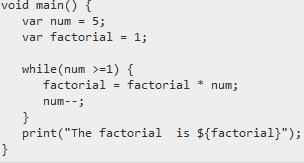 void main() {
   var num = 5;
   var factorial = 1;

   while(num >=1) {
      factorial = factorial * num;
      num--;
   }
   print("The factorial  is ${factorial}");
}